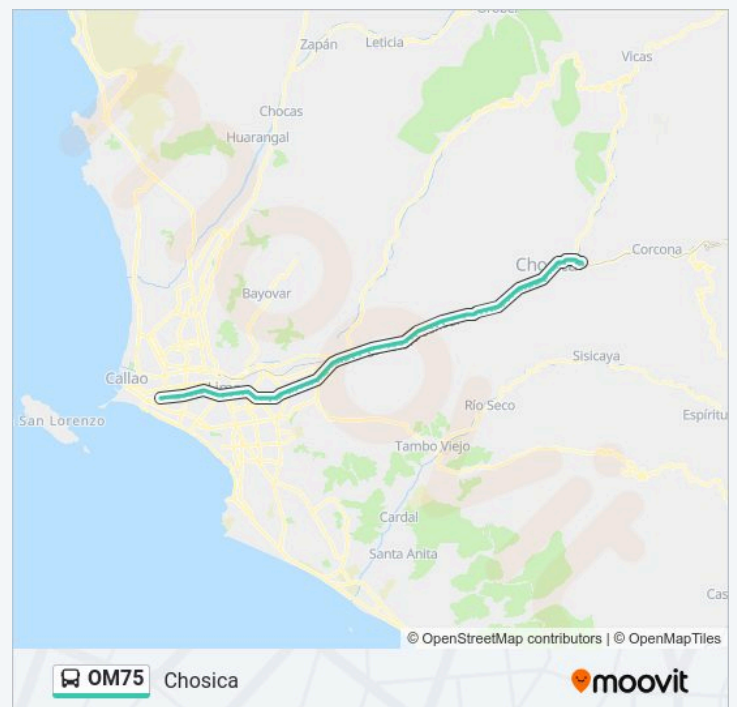 Zapán
Leticia
Vicas
Chocas
Huarangal
Corcona
Bayovar
Sisicaya
Callao
Río Seco
San Lorenzo
Espíritu
Tambo Viejo
Cardal
Santa Anita
Cas
© OpenStreetMap contributors | © OpenMapTiles
OM75 Chosica
moovit